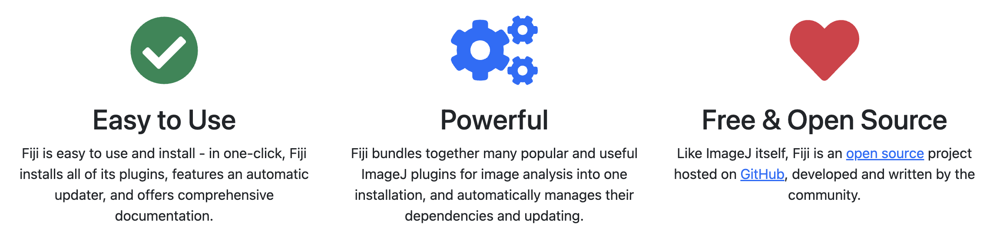 Easy to Use
Fiji is easy to use and install - in one-click, Fiji
installs all of its plugins, features an automatic
updater, and offers comprehensive
documentation.
Powerful
Fiji bundles together many popular and useful
ImageJ plugins for image analysis into one
installation, and automatically manages their
dependencies and updating.
Free & Open Source
Like ImageJ itself, Fiji is an open source project
hosted on GitHub, developed and written by the
community.